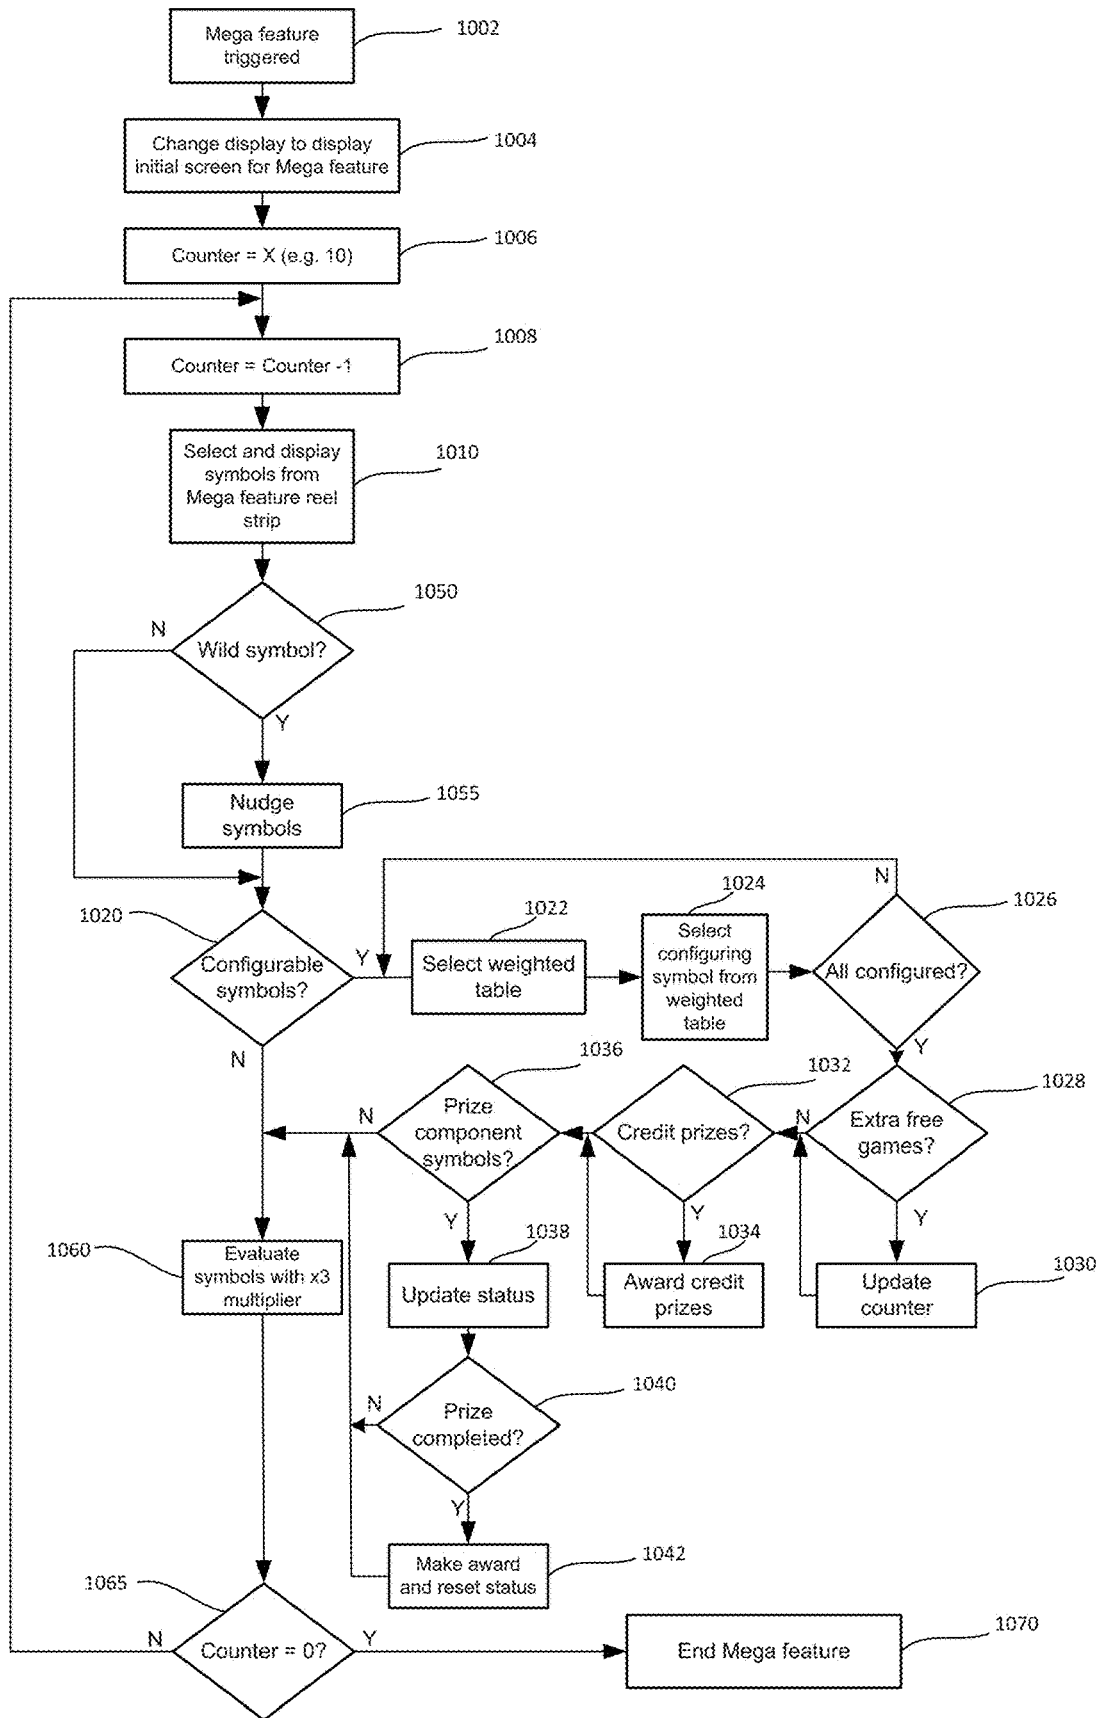 Mega feature
triggered
1002
Change display to display
initial screen for Mega feature
1004
Counter = X (e.g. 10)
1006
Counter = Counter -1
1008
Select and display
symbols from
Mega feature reel
strip
1010
Wild symbol?
1050
N
Y
Nudge
symbols
1055
Configurable
symbols?
1020
Y
N
Select weighted
table
1022
Select
configuring
symbol from
weighted
table
1024
All configured?
1026
N
Y
Extra free
games?
1028
N
Y
Update
counter
1030
Credit prizes?
1032
Y
Award credit
prizes
1034
Prize
component
symbols?
1036
N
Y
Update status
1038
Prize
completed?
1040
N
Y
Make award
and reset status
1042
Evaluate
symbols with x3
multiplier
1060
Counter = 0?
1065
N
Y
End Mega feature
1070